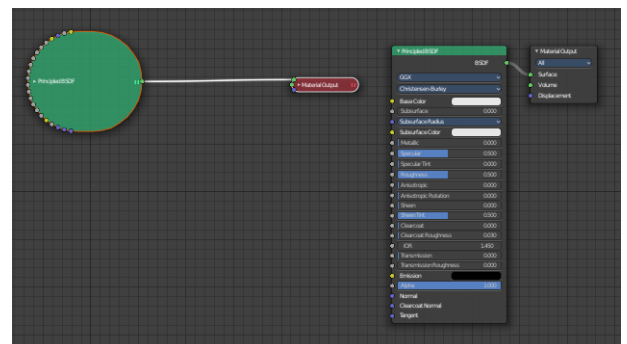 Principled BSDF
Material Output
Principled BSDF
BSDF
GGX
Christensen-Burley
Base Color
Subsurface 0.000
Subsurface Radius
Subsurface Color
Metallic 0.000
Specular 0.500
Specular Tint 0.000
Roughness 0.500
Anisotropic 0.000
Anisotropic Rotation 0.000
Sheen 0.000
Sheen Tint 0.500
Clearcoat 0.000
Clearcoat Roughness 0.030
IOR 1.450
Transmission 0.000
Transmission Roughness 0.000
Emission
Alpha 1.000
Normal
Clearcoat Normal
Tangent
Material Output
All
Surface
Volume
Displacement